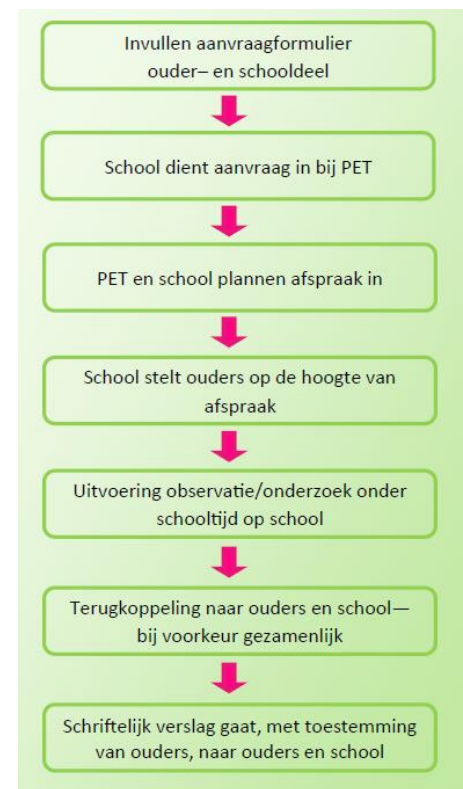 Invullen aanvraagformulier
ouder– en schooldeel
School dient aanvraag in bij PET
PET en school plannen afspraak in
School stelt ouders op de hoogte van
afspraak
Uitvoering observatie/onderzoek onder
schooltijd op school
Terugkoppeling naar ouders en school—
bij voorkeur gezamenlijk
Schriftelijk verslag gaat, met toestemming
van ouders, naar ouders en school